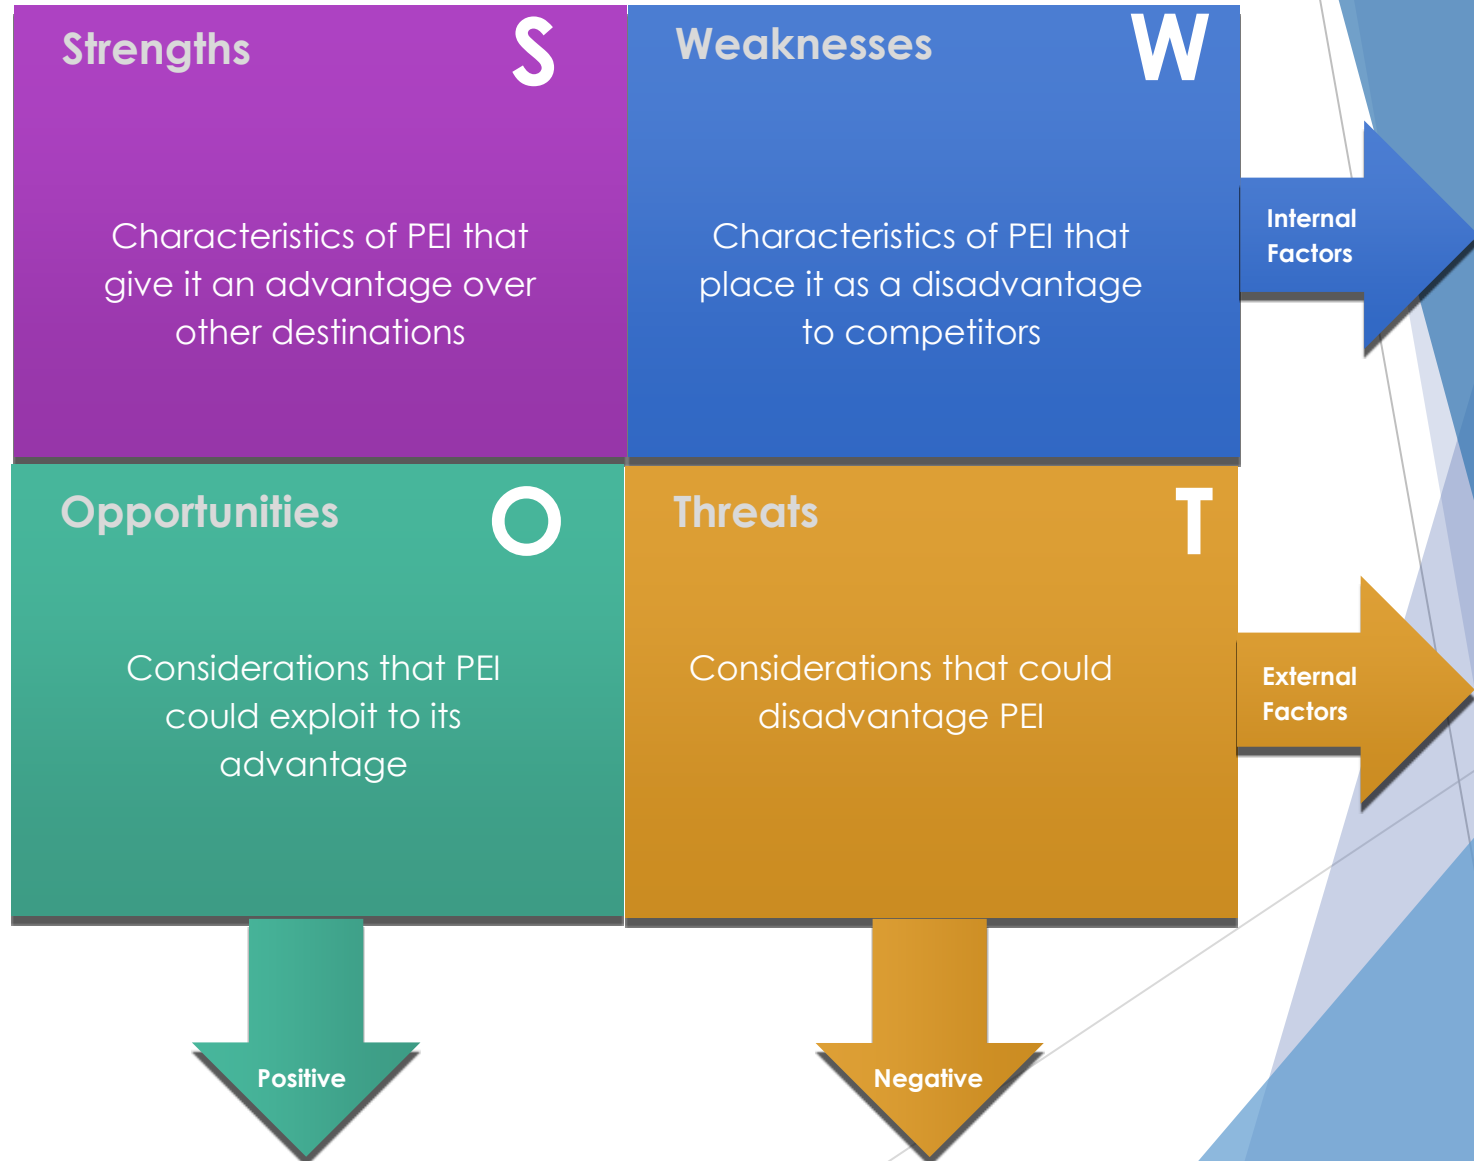 Strengths
S
Characteristics of PEI that
give it an advantage over
other destinations
Weaknesses
W
Characteristics of PEI that
place it as a disadvantage
to competitors
Internal
Factors
Opportunities
O
Considerations that PEI
could exploit to its
advantage
Threats
T
Considerations that could
disadvantage PEI
External
Factors
Positive
Negative